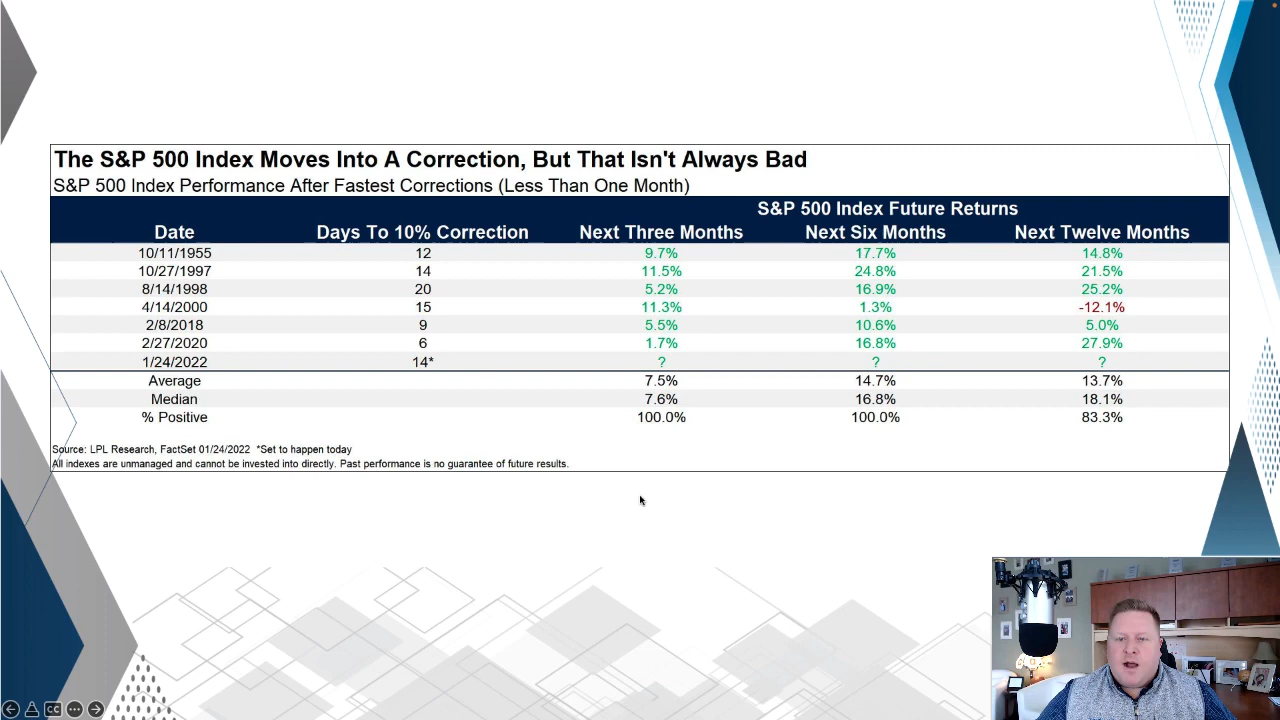 The S&P 500 Index Moves Into A Correction, But That Isn't Always Bad
S&P 500 Index Performance After Fastest Corrections (Less Than One Month)
S&P 500 Index Future Returns
Date Days To 10% Correction Next Three Months Next Six Months Next Twelve Months
10/11/1955 12 9.7% 17.7% 14.8%
10/27/1997 14 11.5% 24.8% 21.5%
8/14/1998 20 5.2% 16.9% 25.2%
4/14/2000 15 11.3% 1.3% -12.1%
2/8/2018 9 5.5% 10.6% 5.0%
2/27/2020 6 1.7% 16.8% 27.9%
1/24/2022 14* ? ? ?
Average 7.5% 14.7% 13.7%
Median 7.6% 16.8% 18.1%
% Positive 100.0% 100.0% 83.3%
Source: LPL Research, FactSet 01/24/2022 *Set to happen today
All indexes are unmanaged and cannot be invested into directly. Past performance is no guarantee of future results.
CC